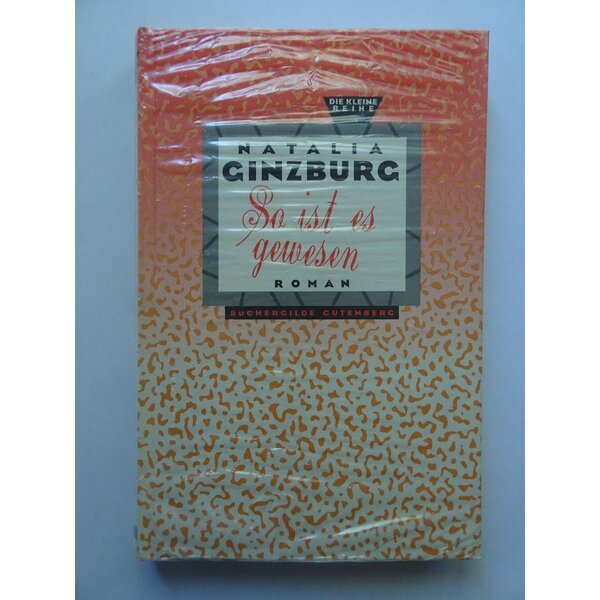 DIE KLEINE
REIHE
NATALIA
GINZBURG
So ist es
gewesen
ROMAN
BÜCHERGILDE GUTENBERG